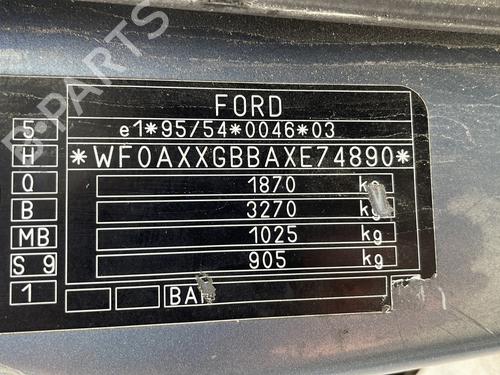 FORD
5 e1*95/54*0046*03
H *WF0AXXGBBAXE74890*
Q 1870 kg
B 3270 kg
MB 1025 kg
S 9 905 kg
1
2
B-Parts